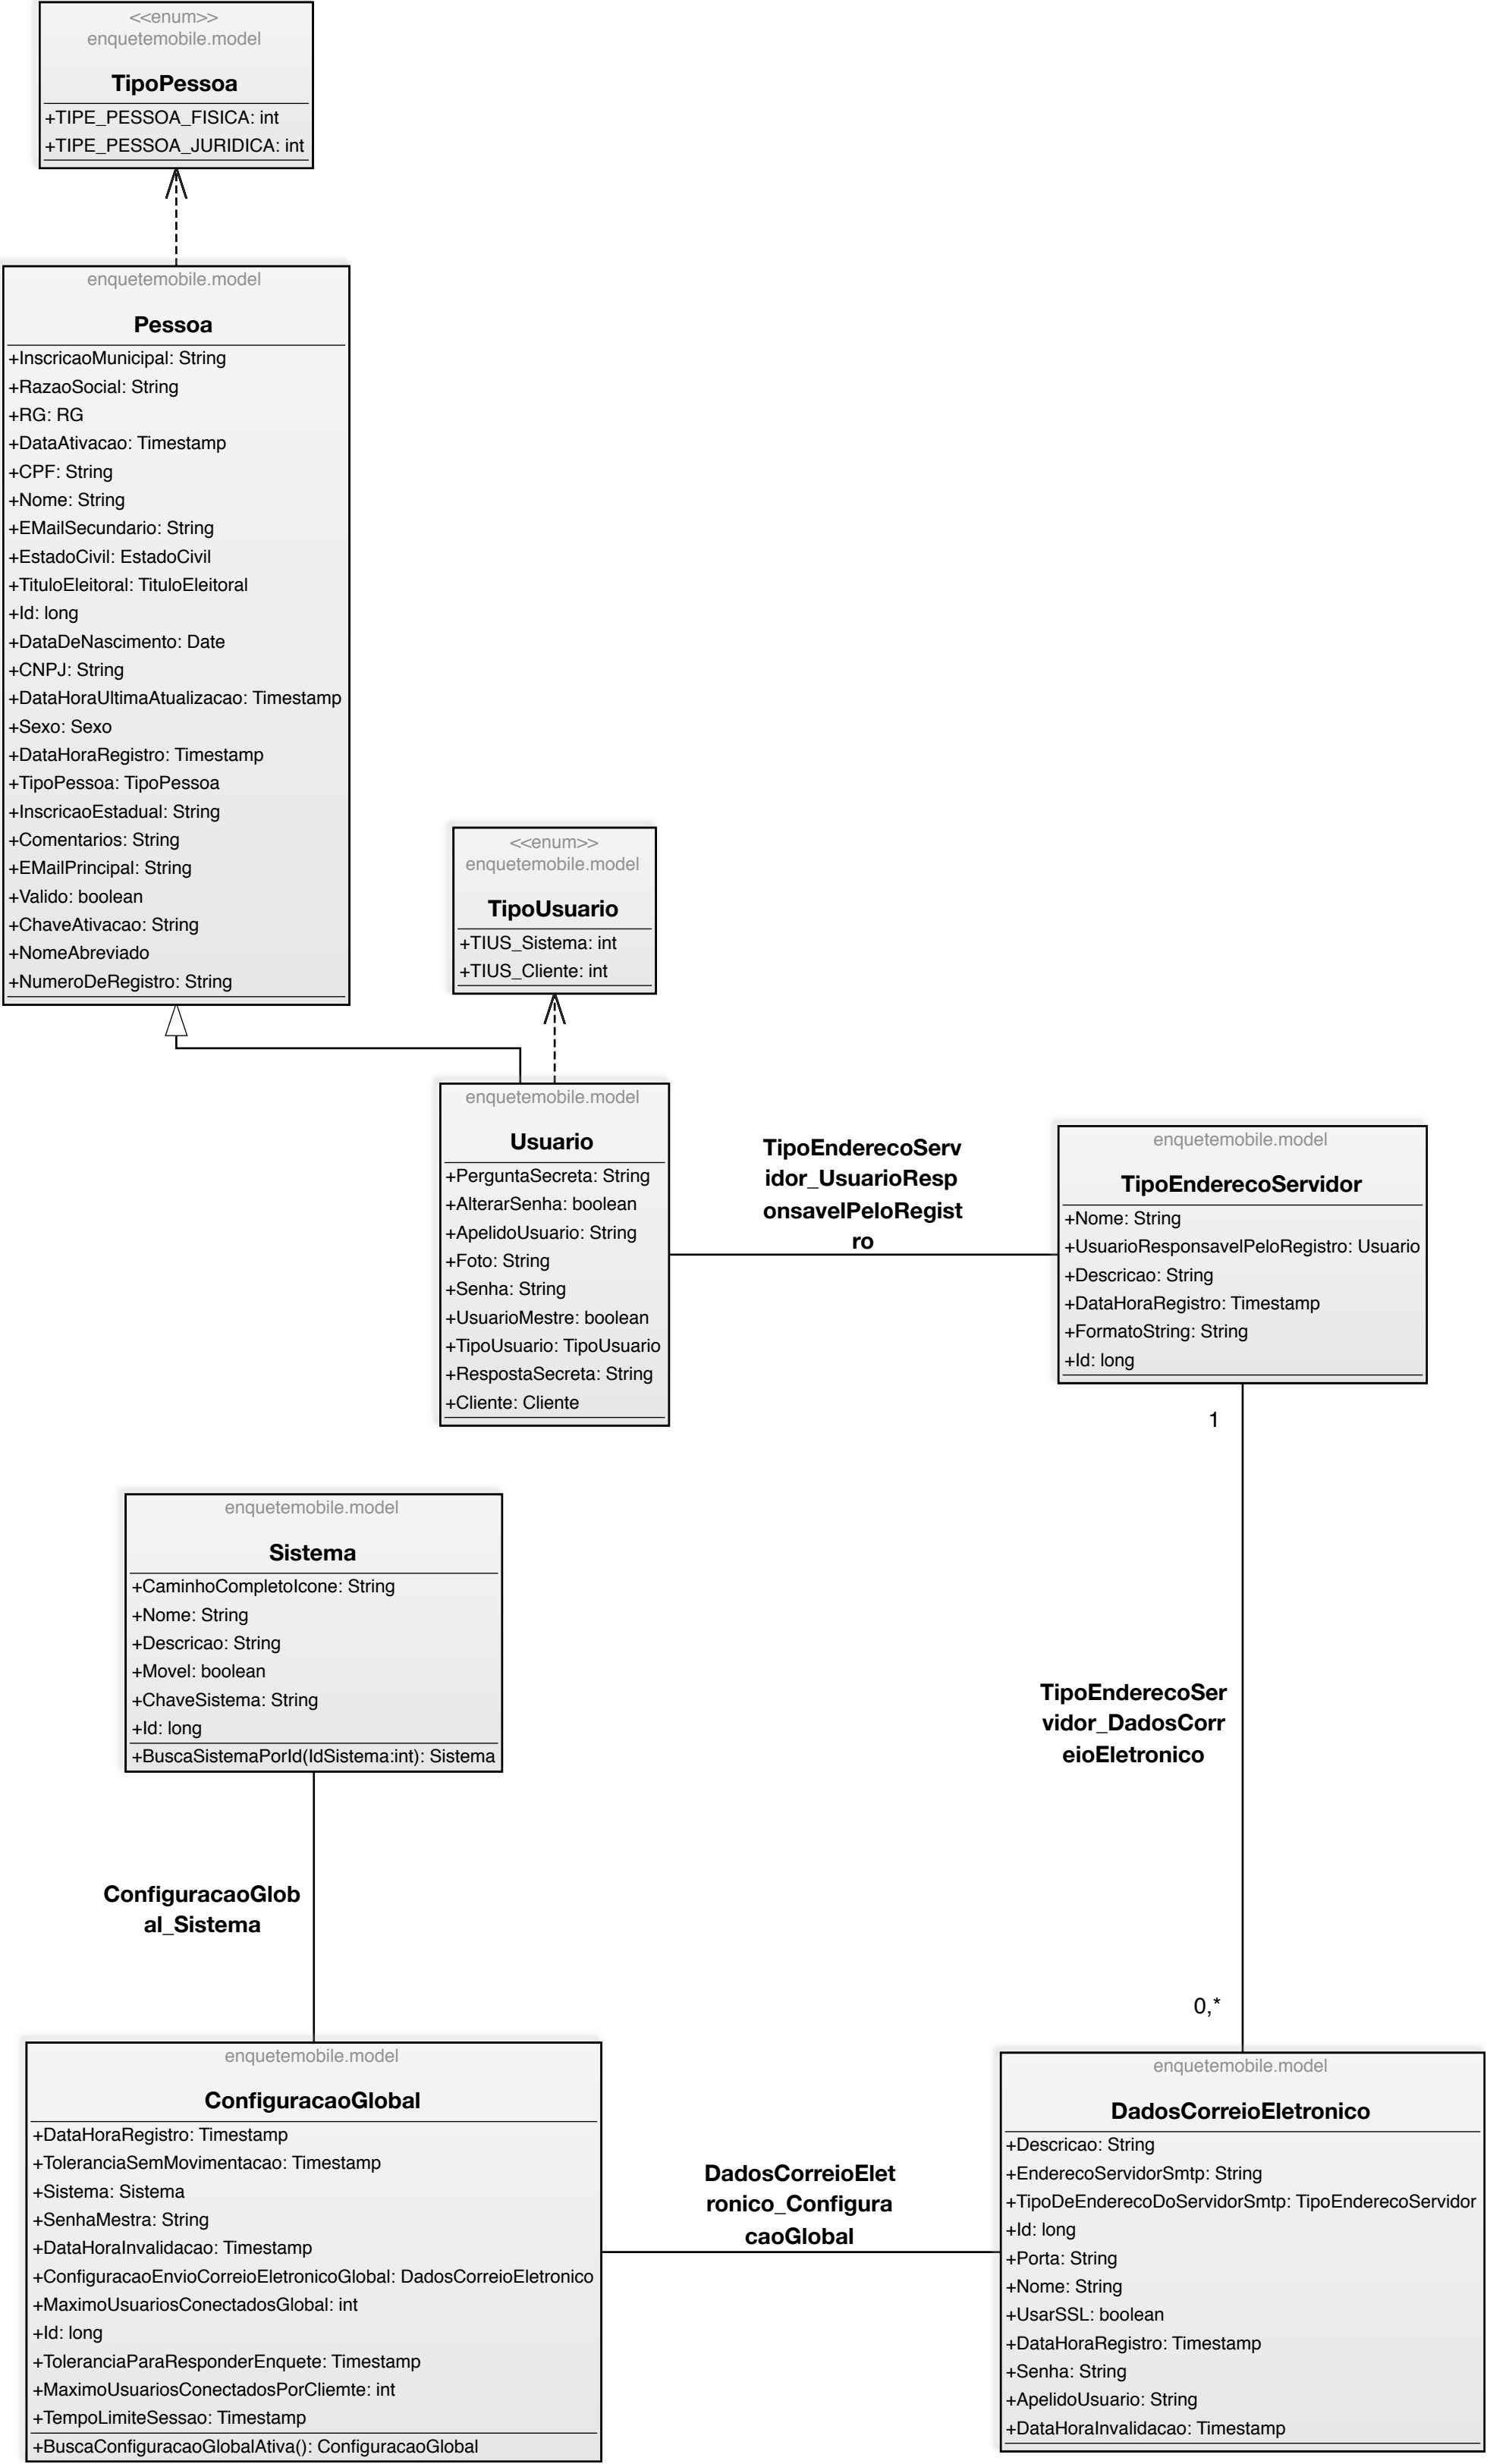 <<enum>>
enquetemobile.model
TipoPessoa
+TIPE_PESSOA_FISICA: int
+TIPE_PESSOA_JURIDICA: int
enquetemobile.model
Pessoa
+InscricaoMunicipal: String
+RazaoSocial: String
+RG: RG
+DataAtivacao: Timestamp
+CPF: String
+Nome: String
+EMailSecundario: String
+EstadoCivil: EstadoCivil
+TituloEleitoral: TituloEleitoral
+Id: long
+DataDeNascimento: Date
+CNPJ: String
+DataHoraUltimaAtualizacao: Timestamp
+Sexo: Sexo
+DataHoraRegistro: Timestamp
+TipoPessoa: TipoPessoa
+InscricaoEstadual: String
+Comentarios: String
+EMailPrincipal: String
+Valido: boolean
+ChaveAtivacao: String
+NomeAbreviado
+NumeroDeRegistro: String
<<enum>>
enquetemobile.model
TipoUsuario
+TIUS_Sistema: int
+TIUS_Cliente: int
enquetemobile.model
Usuario
+PerguntaSecreta: String
+AlterarSenha: boolean
+ApelidoUsuario: String
+Foto: String
+Senha: String
+UsuarioMestre: boolean
+TipoUsuario: TipoUsuario
+RespostaSecreta: String
+Cliente: Cliente
TipoEnderecoServ
idor_UsuarioResp
onsavelPeloRegist
ro
enquetemobile.model
TipoEnderecoServidor
+Nome: String
+UsuarioResponsavelPeloRegistro: Usuario
+Descricao: String
+DataHoraRegistro: Timestamp
+FormatoString: String
+Id: long
1
TipoEnderecoSer
vidor_DadosCorr
eioEletronico
0,*
enquetemobile.model
Sistema
+CaminhoCompletoIcone: String
+Nome: String
+Descricao: String
+Movel: boolean
+ChaveSistema: String
+Id: long
+BuscaSistemaPorId(IdSistema:int): Sistema
ConfiguracaoGlob
al_Sistema
enquetemobile.model
ConfiguracaoGlobal
+DataHoraRegistro: Timestamp
+ToleranciaSemMovimentacao: Timestamp
+Sistema: Sistema
+SenhaMestra: String
+DataHoraInvalidacao: Timestamp
+ConfiguracaoEnvioCorreioEletronicoGlobal: DadosCorreioEletronico
+MaximoUsuariosConectadosGlobal: int
+Id: long
+ToleranciaParaResponderEnquete: Timestamp
+MaximoUsuariosConectadosPorCliemte: int
+TempoLimiteSessao: Timestamp
+BuscaConfiguracaoGlobalAtiva(): ConfiguracaoGlobal
DadosCorreioElet
ronico_Configura
caoGlobal
enquetemobile.model
DadosCorreioEletronico
+Descricao: String
+EnderecoServidorSmtp: String
+TipoDeEnderecoDoServidorSmtp: TipoEnderecoServidor
+Id: long
+Porta: String
+Nome: String
+UsarSSL: boolean
+DataHoraRegistro: Timestamp
+Senha: String
+ApelidoUsuario: String
+DataHoraInvalidacao: Timestamp